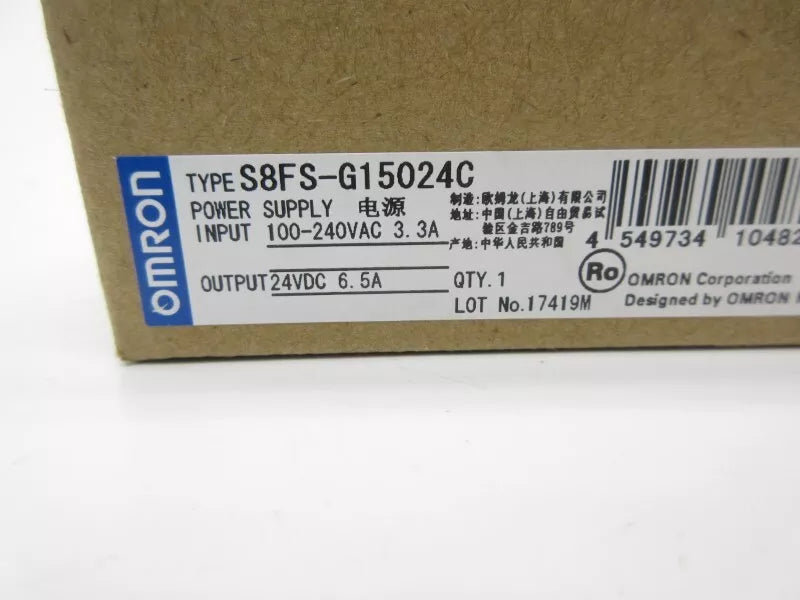 OMRON
TYPE S8FS-G15024C
POWER SUPPLY 电源
INPUT 100-240VAC 3.3A
OUTPUT 24VDC 6.5A
制造:欧姆龙(上海)有限公司
地址:中国(上海)自由贸易试
验区金吉路789号
产地:中华人民共和国
QTY.1
LOT No.17419M
4 549734 10482
Ro
OMRON Corporation
Designed by OMRON